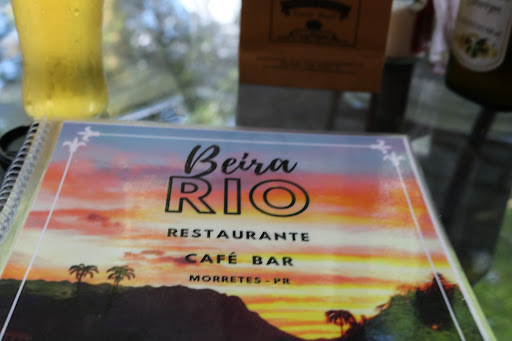 Beira
RIO
RESTAURANTE
CAFÉ BAR
MORRETES - PR